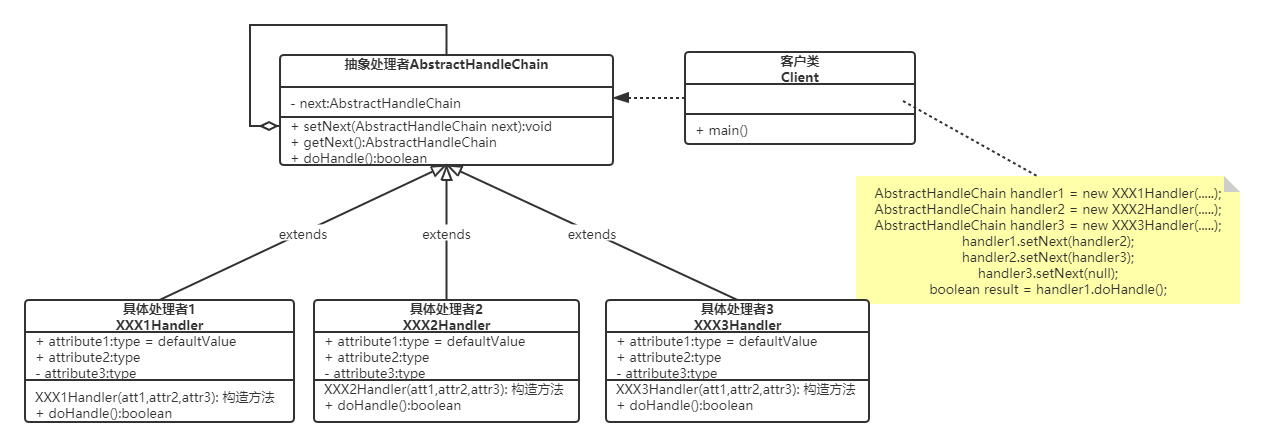 抽象处理者AbstractHandleChain
- next:AbstractHandleChain
+ setNext(AbstractHandleChain next):void
+ getNext():AbstractHandleChain
+ doHandle():boolean
客户类
Client
+ main()
AbstractHandleChain handler1 = new XXX1Handler(.....);
AbstractHandleChain handler2 = new XXX2Handler(.....);
AbstractHandleChain handler3 = new XXX3Handler(.....);
handler1.setNext(handler2);
handler2.setNext(handler3);
handler3.setNext(null);
boolean result = handler1.doHandle();
extends
extends
extends
具体处理者1
XXX1Handler
+ attribute1:type = defaultValue
+ attribute2:type
- attribute3:type
XXX1Handler(att1,attr2,attr3): 构造方法
+ doHandle():boolean
具体处理者2
XXX2Handler
+ attribute1:type = defaultValue
+ attribute2:type
- attribute3:type
XXX2Handler(att1,attr2,attr3): 构造方法
+ doHandle():boolean
具体处理者3
XXX3Handler
+ attribute1:type = defaultValue
+ attribute2:type
- attribute3:type
XXX3Handler(att1,attr2,attr3): 构造方法
+ doHandle():boolean